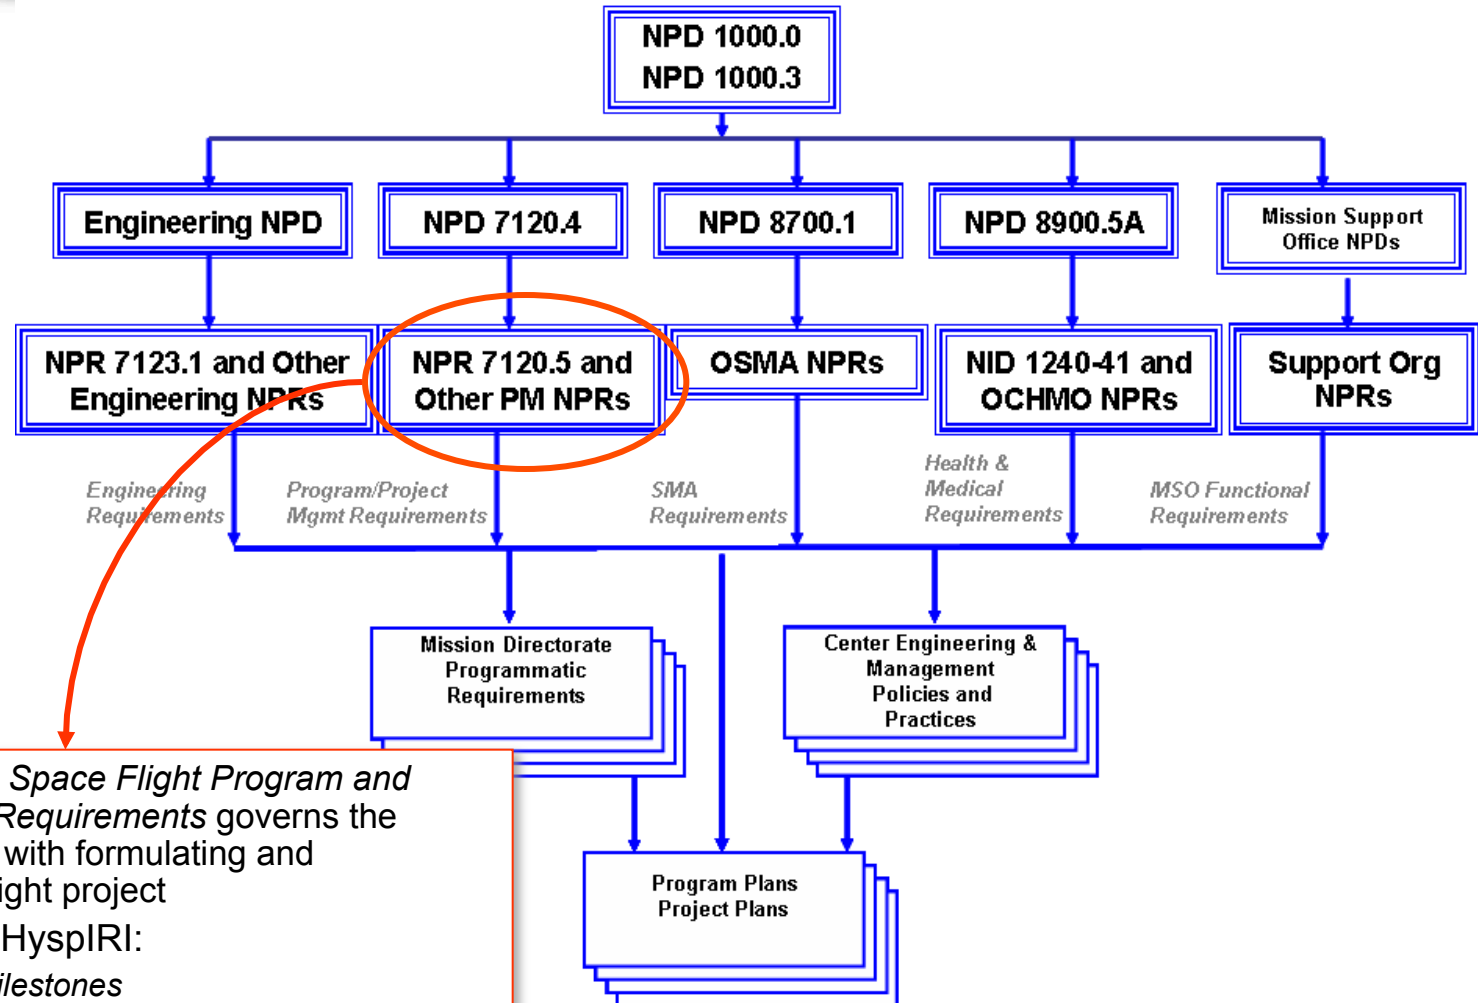 NPD 1000.0
NPD 1000.3
Engineering NPD
NPD 7120.4
NPD 8700.1
NPD 8900.5A
Mission Support
Office NPDs
NPR 7123.1 and Other
Engineering NPRs
NPR 7120.5 and
Other PM NPRs
OSMA NPRs
NID 1240-41 and
OCHMO NPRs
Support Org
NPRs
Engineering
Requirements
Program/Project
Mgmt Requirements
SMA
Requirements
Health &
Medical
Requirements
MSO Functional
Requirements
Mission Directorate
Programmatic
Requirements
Center Engineering &
Management
Policies and
Practices
Program Plans
Project Plans
Space Flight Program and
Requirements governs the
with formulating and
ight project
HyspIRI:
ilestones